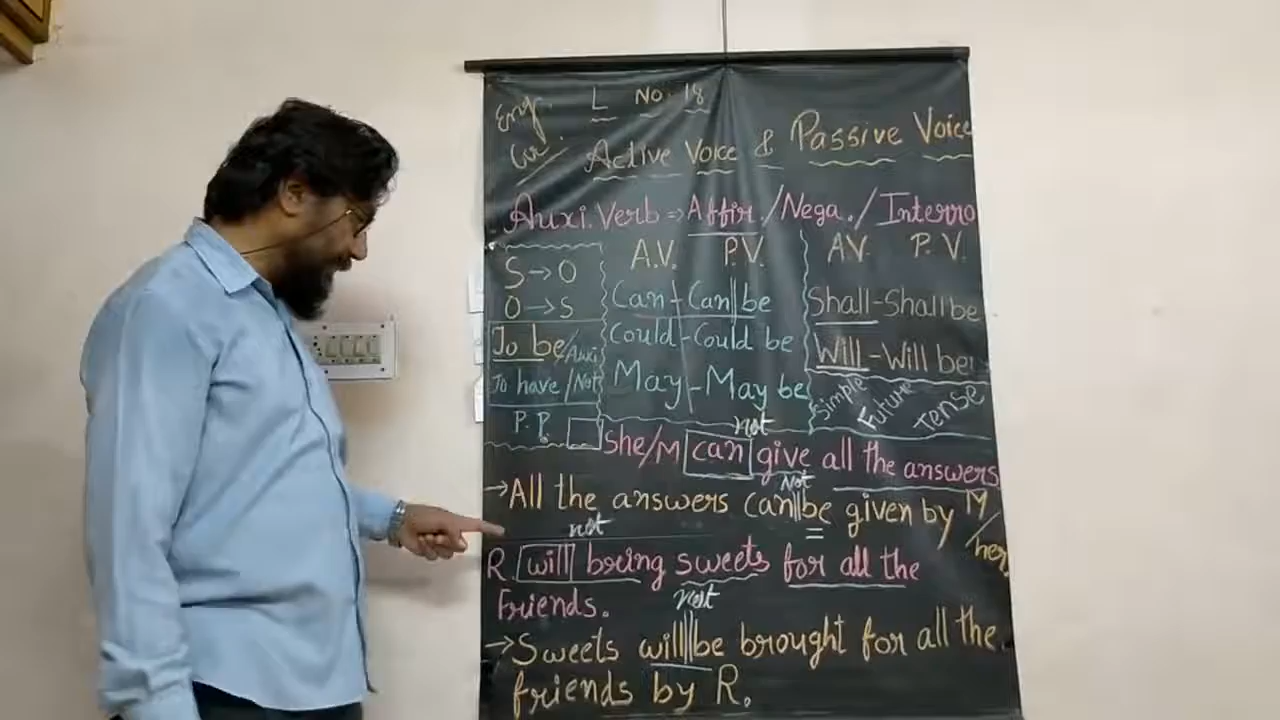 Eng. L No. 18
Gr. Active Voice & Passive Voice
Auxi. Verb ⇒ Affir. / Nega. / Interro
A.V. P.V. A.V. P.V.
S → O
O → S
To be / Auxi
To have / Not
P.P.
Can - Can || be
Could - Could be
May - May be
Shall - Shall be
Will - Will be
Simple Future Tense
not
She/M can give all the answers
Not
→ All the answers can || be given by M/her
not
R. will bring sweets for all the
friends.
not
→ Sweets will || be brought for all the
friends by R.